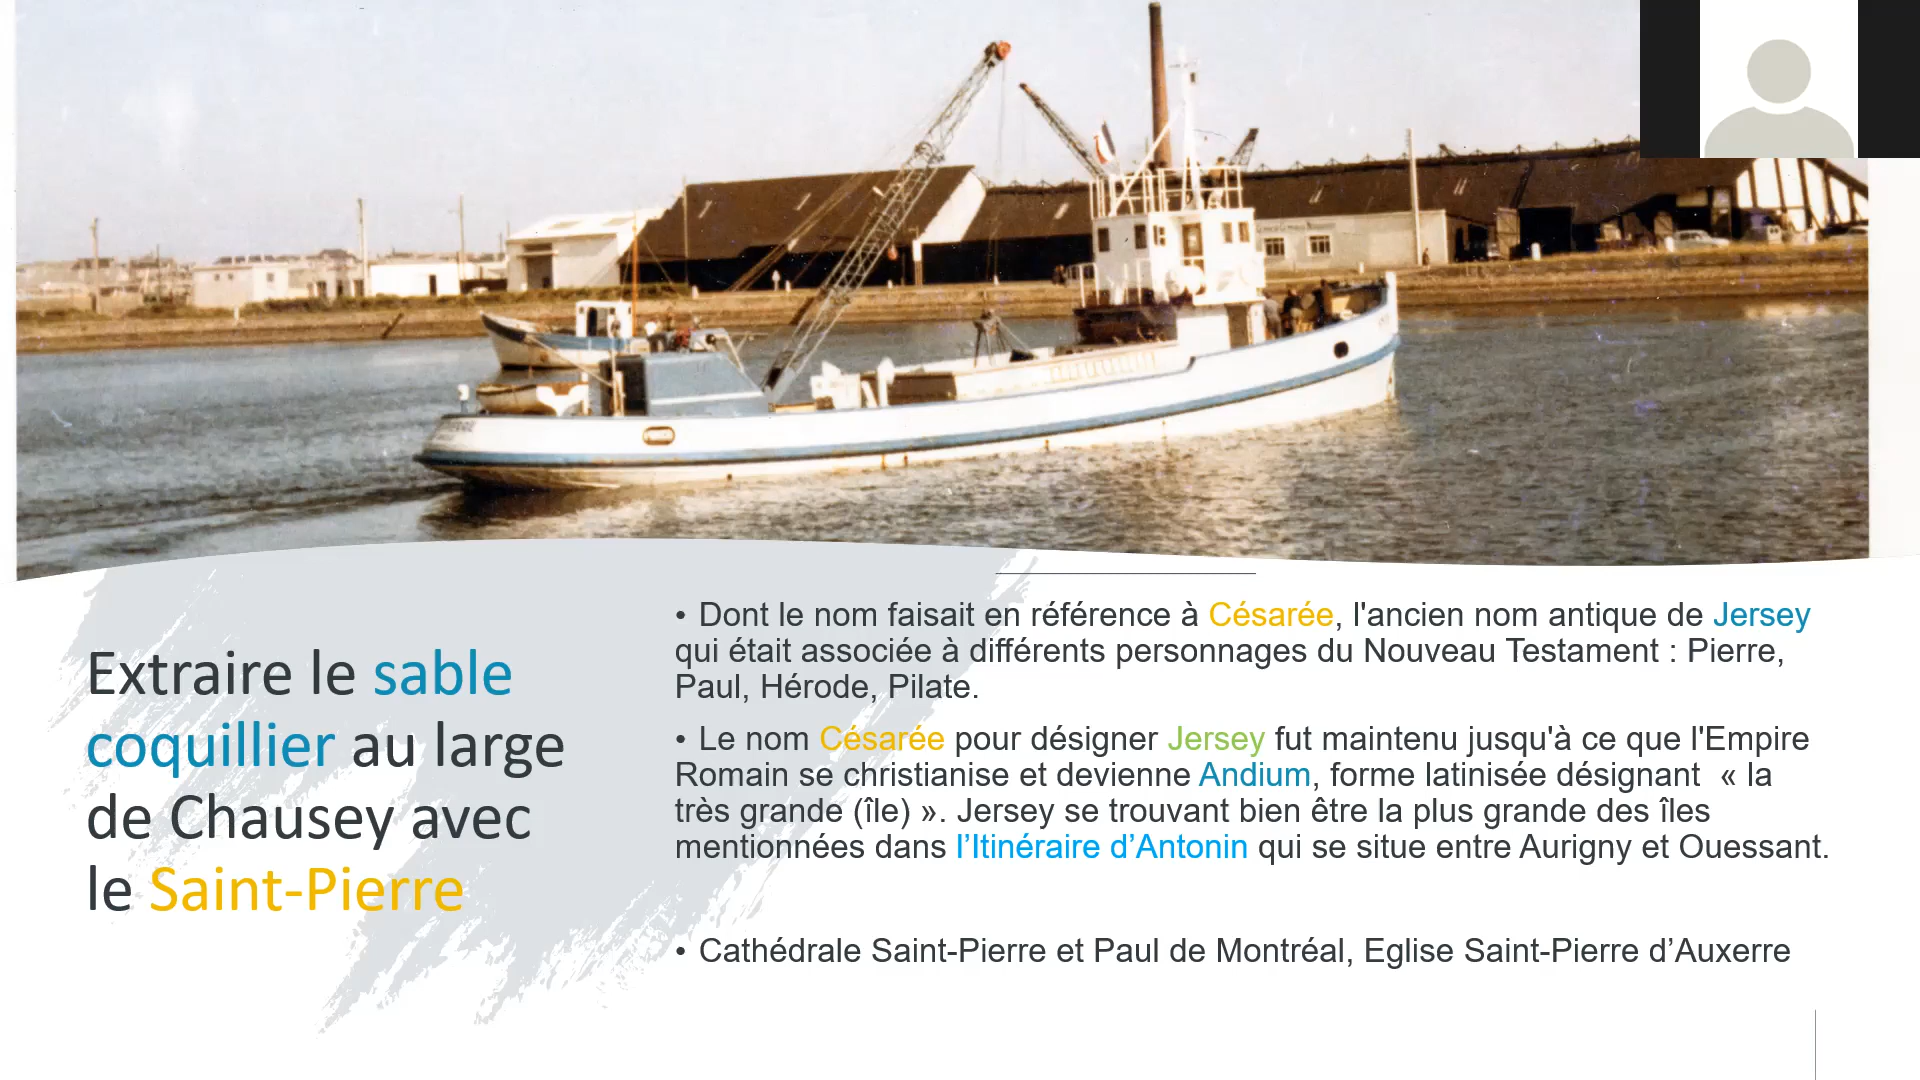 Extraire le sable
coquillier au large
de Chausey avec
le Saint-Pierre
• Dont le nom faisait en référence à Césarée, l'ancien nom antique de Jersey
qui était associée à différents personnages du Nouveau Testament : Pierre,
Paul, Hérode, Pilate.
• Le nom Césarée pour désigner Jersey fut maintenu jusqu'à ce que l'Empire
Romain se christianise et devienne Andium, forme latinisée désignant « la
très grande (île) ». Jersey se trouvant bien être la plus grande des îles
mentionnées dans l’Itinéraire d’Antonin qui se situe entre Aurigny et Ouessant.
• Cathédrale Saint-Pierre et Paul de Montréal, Eglise Saint-Pierre d’Auxerre